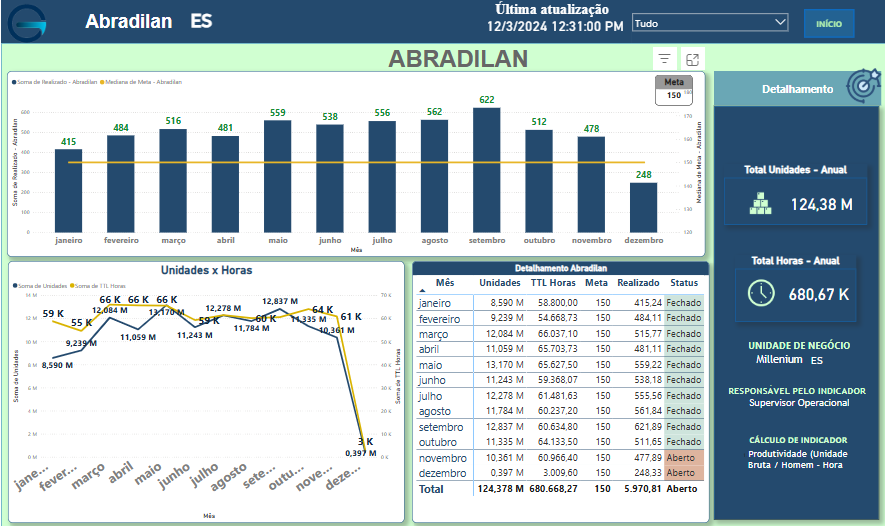 Abradilan ES
Última atualização
12/3/2024 12:31:00 PM
Tudo
INÍCIO
ABRADILAN
Soma de Realizado - Abradilan Mediana de Meta - Abradilan
Meta
150
Soma de Realizado - Abradilan
600
500
400
300
200
100
0
415
484
516
481
559
538
556
562
622
512
478
248
180
170
160
150
140
130
120
Mediana de Meta - Abradilan
janeiro fevereiro março abril maio junho julho agosto setembro outubro novembro dezembro
Mês
Unidades x Horas
Soma de Unidades Soma de TTL Horas
Soma de Unidades
14 M
12 M
10 M
8 M
6 M
4 M
2 M
0 M
59 K
55 K
66 K
66 K
66 K
59 K
60 K
64 K
61 K
3 K
8,590 M
9,239 M
12,084 M
11,059 M
13,170 M
11,243 M
12,278 M
11,784 M
12,837 M
11,335 M
10,361 M
0,397 M
70 K
60 K
50 K
40 K
30 K
20 K
10 K
0 K
Soma de TTL Horas
jane... fever... março abril maio junho julho agosto sete... outu... nove... deze...
Mês
Detalhamento Abradilan
Mês Unidades TTL Horas Meta Realizado Status
janeiro 8,590 M 58.800,00 150 415,24 Fechado
fevereiro 9,239 M 54.668,73 150 484,11 Fechado
março 12,084 M 66.037,10 150 515,77 Fechado
abril 11,059 M 65.703,73 150 481,11 Fechado
maio 13,170 M 65.627,50 150 559,22 Fechado
junho 11,243 M 59.368,07 150 538,18 Fechado
julho 12,278 M 61.481,63 150 555,56 Fechado
agosto 11,784 M 60.237,20 150 561,84 Fechado
setembro 12,837 M 60.634,80 150 621,89 Fechado
outubro 11,335 M 64.133,50 150 511,65 Fechado
novembro 10,361 M 60.966,40 150 477,89 Aberto
dezembro 0,397 M 3.009,60 150 248,33 Aberto
Total 124,378 M 680.668,27 150 5.970,81 Aberto
Detalhamento
Total Unidades - Anual
124,38 M
Total Horas - Anual
680,67 K
UNIDADE DE NEGÓCIO
Millenium ES
RESPONSÁVEL PELO INDICADOR
Supervisor Operacional
CÁLCULO DE INDICADOR
Produtividade (Unidade
Bruta / Homem - Hora